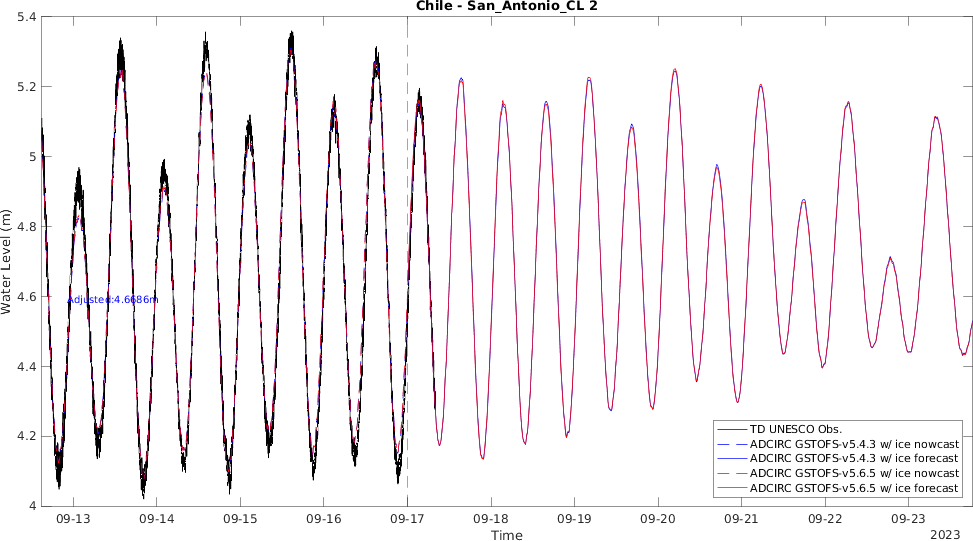 Chile - San_Antonio_CL 2
5.4
5.2
5
4.8
4.6
4.4
4.2
4
Water Level (m)
Adjusted:4.6686m
TD UNESCO Obs.
ADCIRC GSTOFS-v5.4.3 w/ ice nowcast
ADCIRC GSTOFS-v5.4.3 w/ ice forecast
ADCIRC GSTOFS-v5.6.5 w/ ice nowcast
ADCIRC GSTOFS-v5.6.5 w/ ice forecast
09-13 09-14 09-15 09-16 09-17 09-18 09-19 09-20 09-21 09-22 09-23
Time
2023